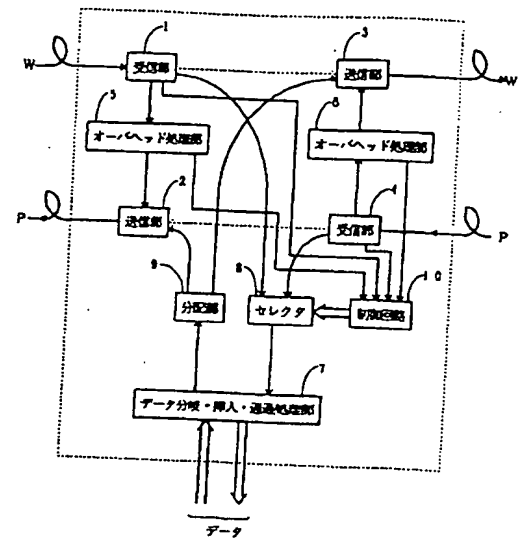 1
3
W
受信部
送信部
W
5
6
オーバヘッド処理部
オーバヘッド処理部
2
4
P
送信部
受信部
P
9
8
10
分配部
セレクタ
制御回路
7
データ分岐・挿入・通過処理部
データ